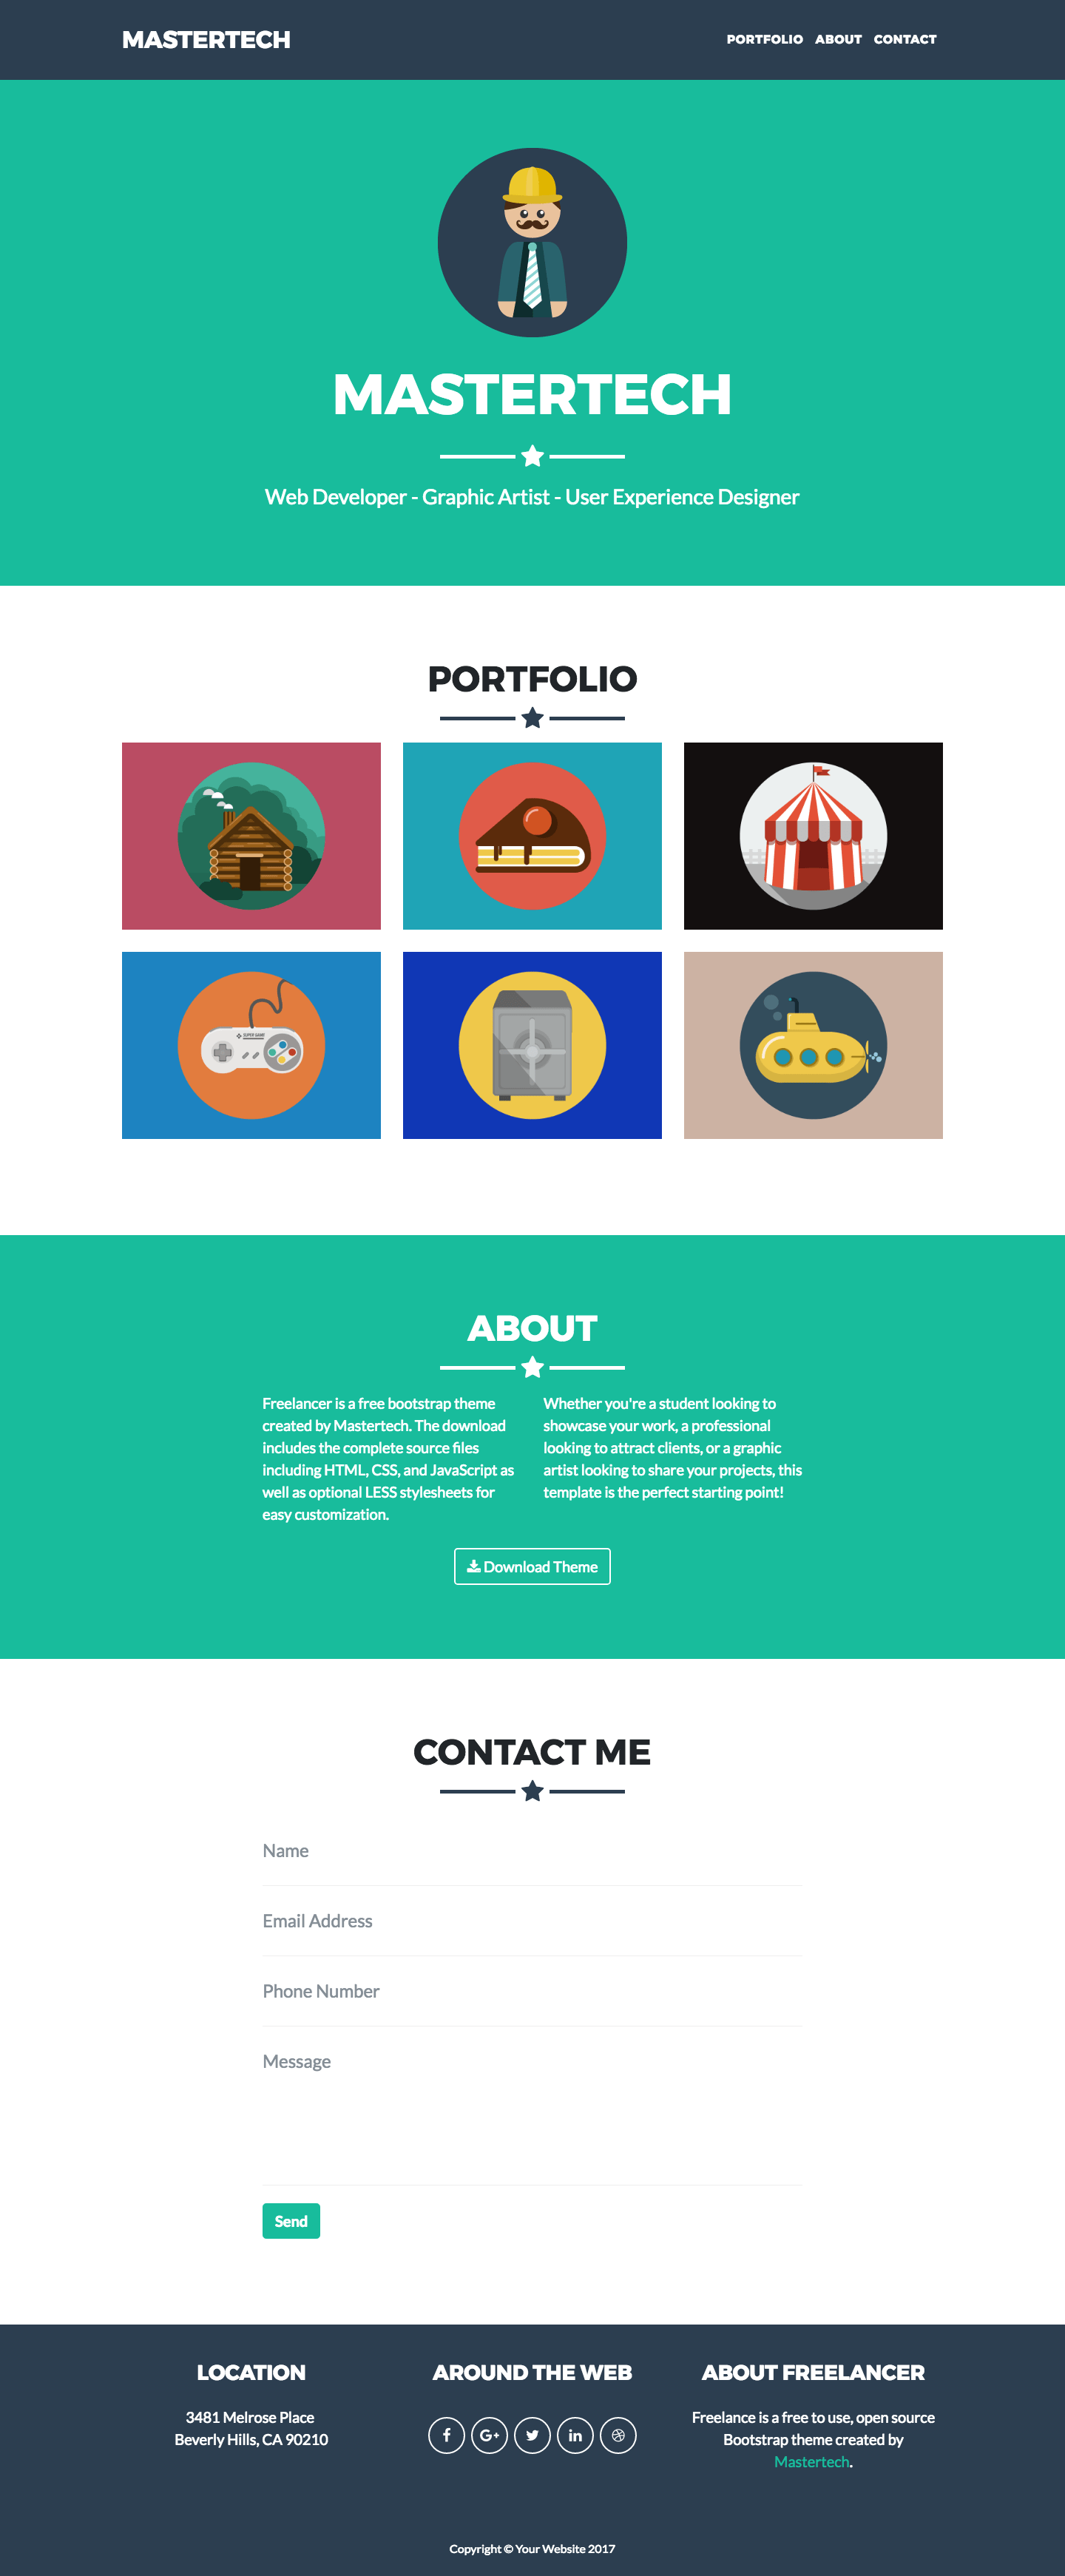 MASTERTECH
PORTFOLIO ABOUT CONTACT
MASTERTECH
Web Developer - Graphic Artist - User Experience Designer
PORTFOLIO
SUPER GAME
ABOUT
Freelancer is a free bootstrap theme
created by Mastertech. The download
includes the complete source files
including HTML, CSS, and JavaScript as
well as optional LESS stylesheets for
easy customization.
Whether you're a student looking to
showcase your work, a professional
looking to attract clients, or a graphic
artist looking to share your projects, this
template is the perfect starting point!
Download Theme
CONTACT ME
Name
Email Address
Phone Number
Message
Send
LOCATION
3481 Melrose Place
Beverly Hills, CA 90210
AROUND THE WEB
ABOUT FREELANCER
Freelance is a free to use, open source
Bootstrap theme created by
Mastertech.
Copyright © Your Website 2017